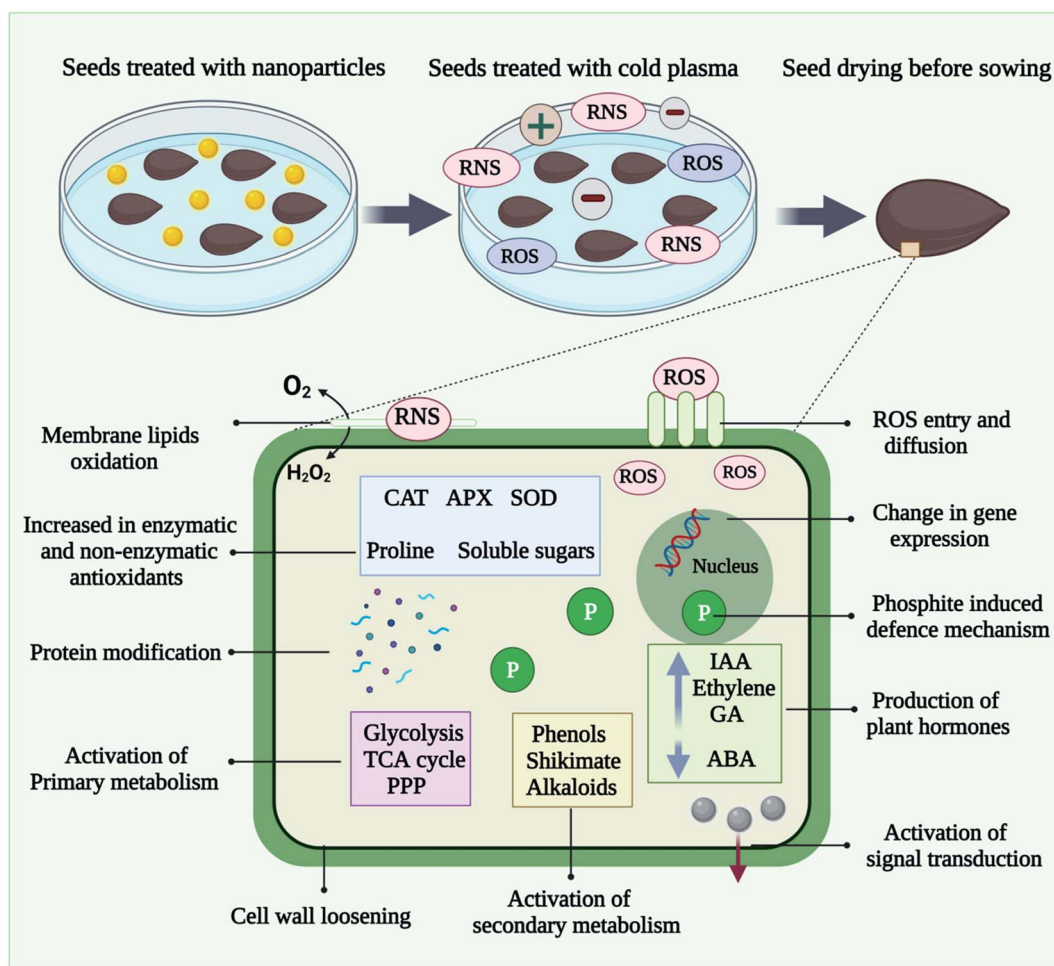 Seeds treated with nanoparticles
Seeds treated with cold plasma
Seed drying before sowing
+
RNS
-
RNS
ROS
-
ROS
RNS
O₂
RNS
ROS
Membrane lipids
oxidation
ROS entry and
diffusion
H₂O₂
ROS
ROS
CAT APX SOD
Proline Soluble sugars
Increased in enzymatic
and non-enzymatic
antioxidants
Change in gene
expression
Nucleus
P
P
Phosphite induced
defence mechanism
Protein modification
P
IAA
Ethylene
GA
ABA
Production of
plant hormones
Activation of
Primary metabolism
Glycolysis
TCA cycle
PPP
Phenols
Shikimate
Alkaloids
Activation of
signal transduction
Cell wall loosening
Activation of
secondary metabolism